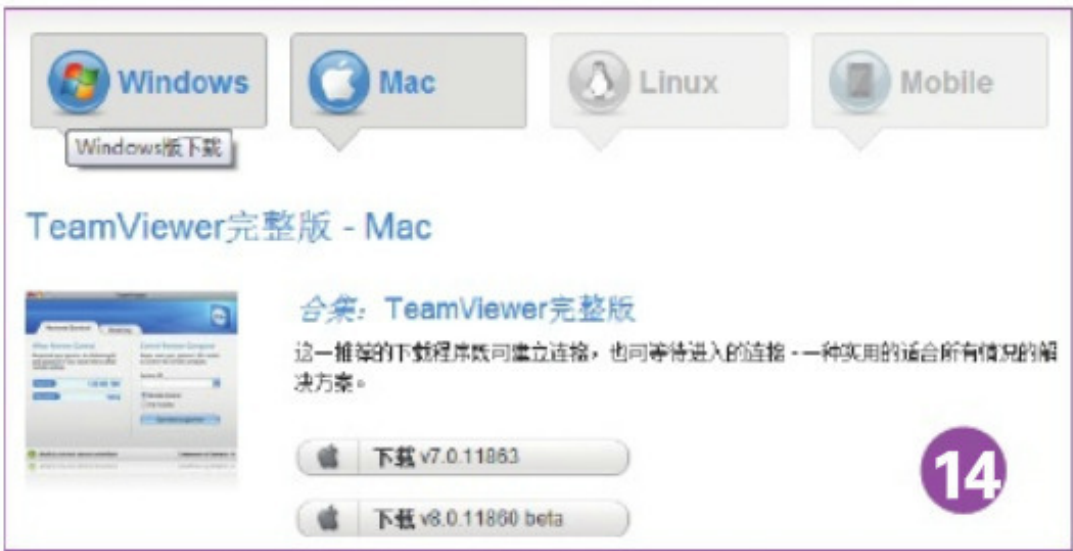 Windows
Mac
Linux
Mobile
Windows版下载
TeamViewer完整版 - Mac
合集：TeamViewer完整版
这一推荐的下载程序既可建立连接，也可等待进入的连接 - 一种实用的适合所有情况的解
决方案。
下载 v7.0.11863
下载 v8.0.11860 beta
14